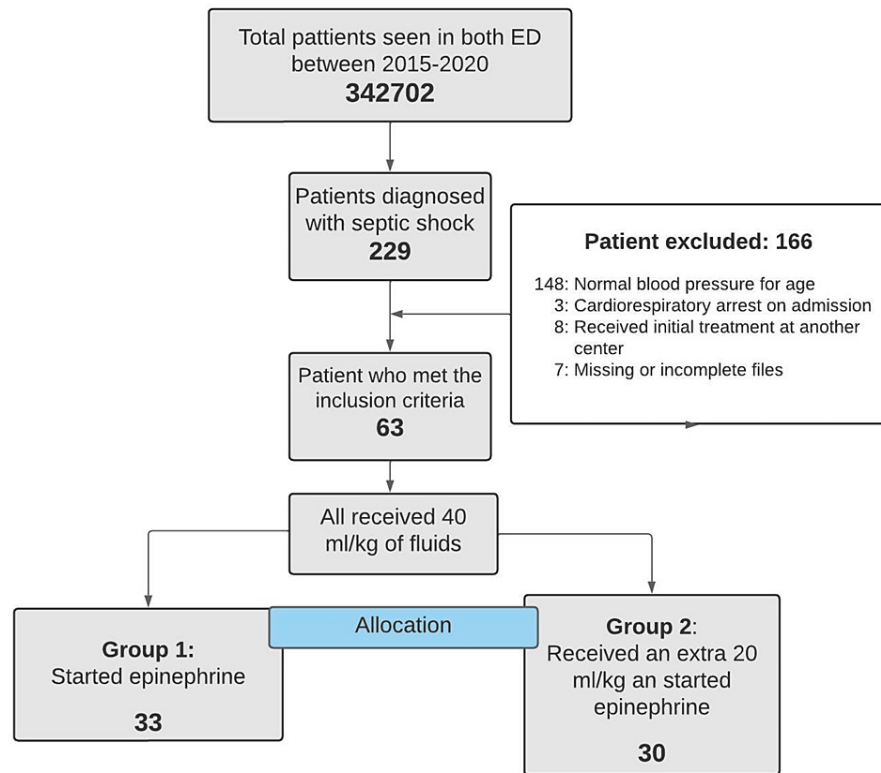 Total pattients seen in both ED
between 2015-2020
342702
Patients diagnosed
with septic shock
229
Patient excluded: 166
148: Normal blood pressure for age
3: Cardiorespiratory arrest on admission
8: Received initial treatment at another
center
7: Missing or incomplete files
Patient who met the
inclusion criteria
63
All received 40
ml/kg of fluids
Allocation
Group 1:
Started epinephrine
33
Group 2:
Received an extra 20
ml/kg an started
epinephrine
30